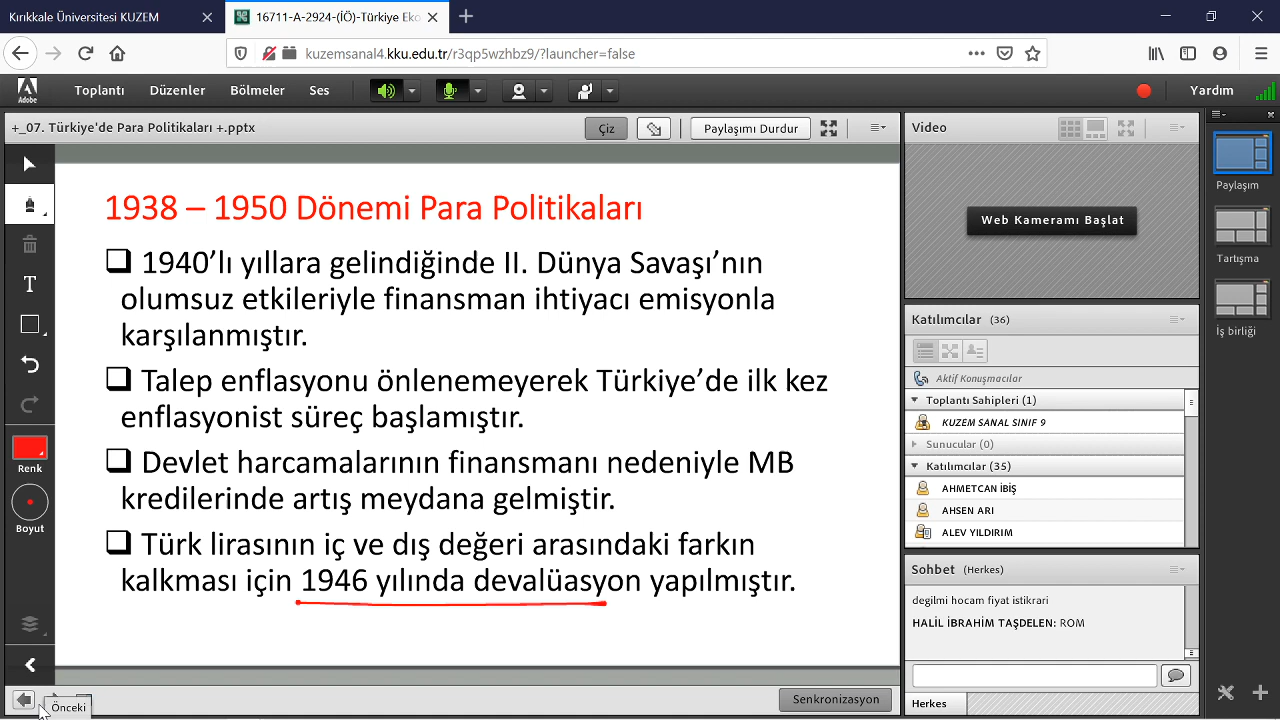 Kırıkkale Üniversitesi KUZEM
16711-A-2924-(İÖ)-Türkiye Eko
kuzemsanal4.kku.edu.tr/r3qp5wzhbz9/?launcher=false
Adobe
Toplantı
Düzenler
Bölmeler
Ses
Yardım
+_07. Türkiye'de Para Politikaları +.pptx
Çiz
Paylaşımı Durdur
1938 – 1950 Dönemi Para Politikaları
1940’lı yıllara gelindiğinde II. Dünya Savaşı’nın
olumsuz etkileriyle finansman ihtiyacı emisyonla
karşılanmıştır.
Talep enflasyonu önlenemeyerek Türkiye’de ilk kez
enflasyonist süreç başlamıştır.
Devlet harcamalarının finansmanı nedeniyle MB
kredilerinde artış meydana gelmiştir.
Türk lirasının iç ve dış değeri arasındaki farkın
kalkması için 1946 yılında devalüasyon yapılmıştır.
T
Renk
Boyut
Önceki
Senkronizasyon
Video
Web Kameramı Başlat
Katılımcılar (36)
Aktif Konuşmacılar
Toplantı Sahipleri (1)
KUZEM SANAL SINIF 9
Sunucular (0)
Katılımcılar (35)
AHMETCAN İBİŞ
AHSEN ARI
ALEV YILDIRIM
Sohbet (Herkes)
degilmi hocam fiyat istikrari
HALİL İBRAHİM TAŞDELEN: ROM
Herkes
Paylaşım
Tartışma
İş birliği